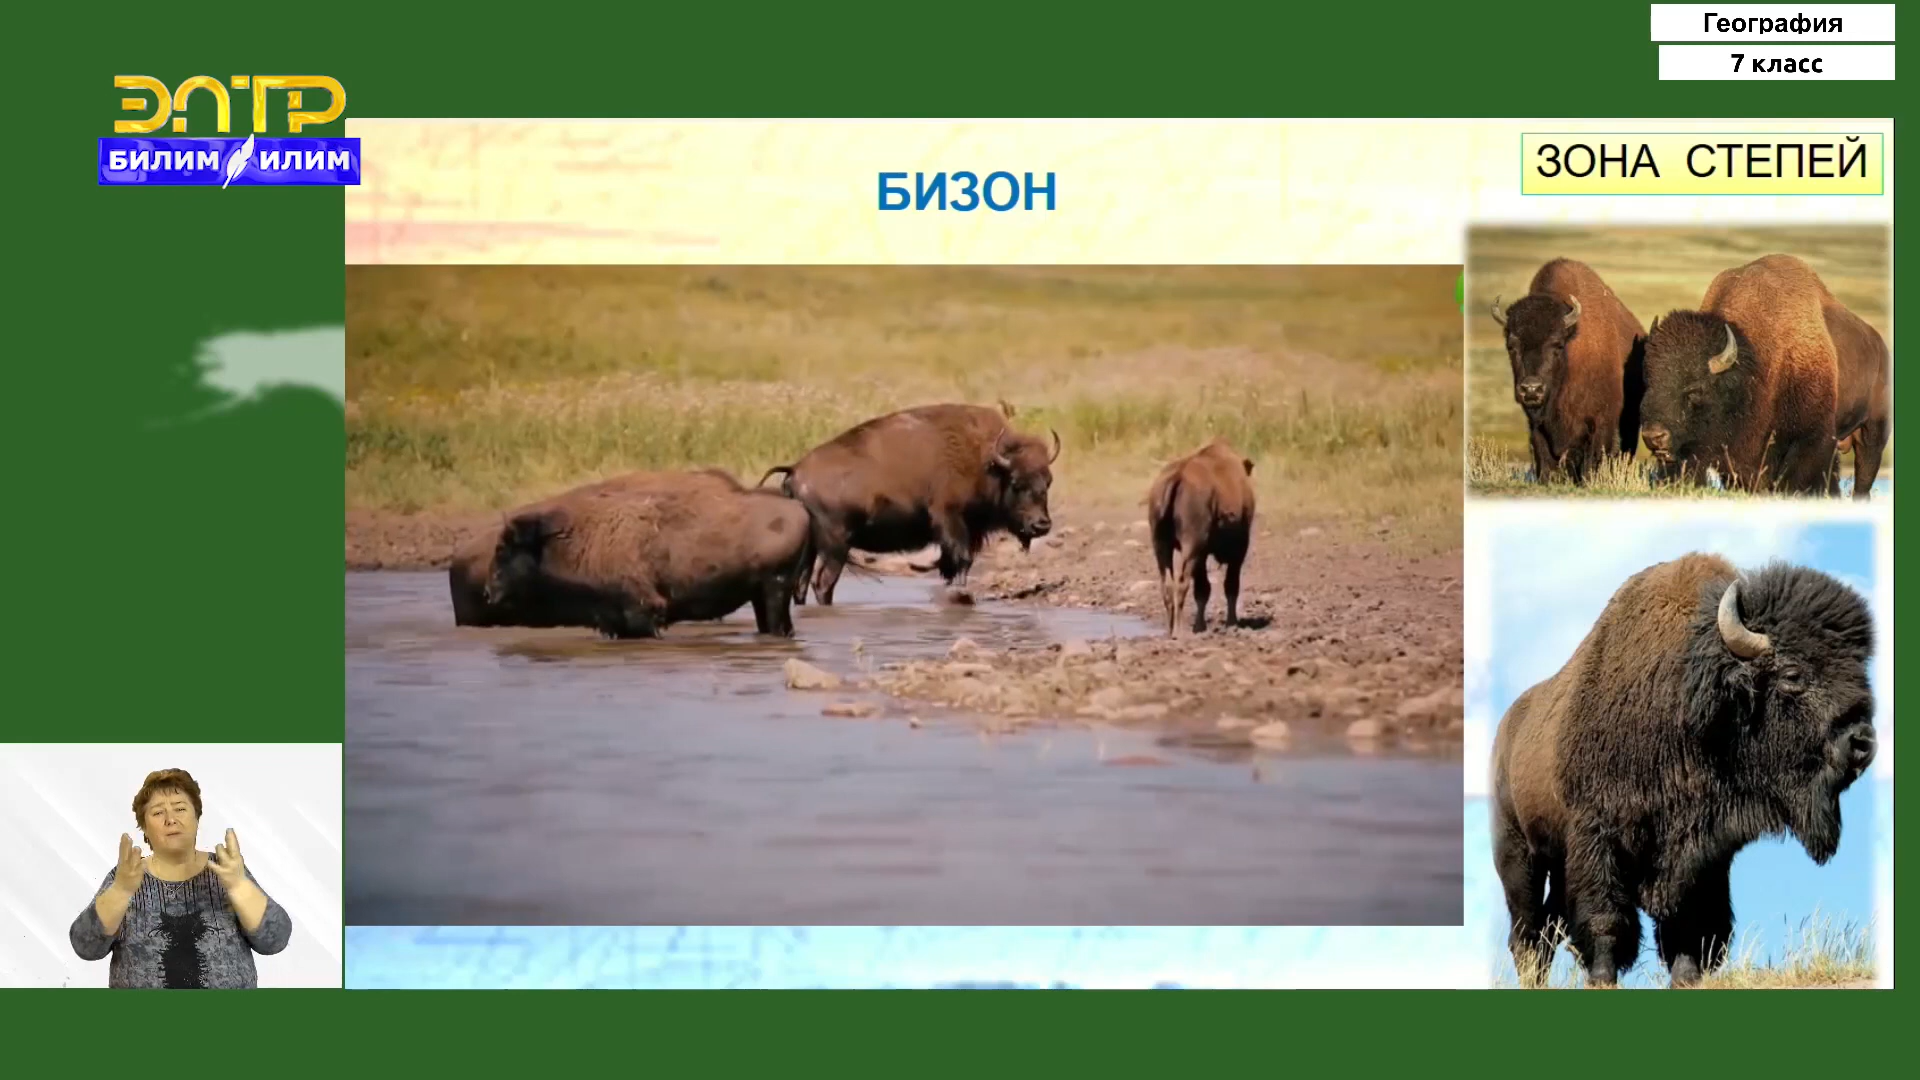 География
7 класс
ЭЛТР
БИЛИМ ИЛИМ
БИЗОН
ЗОНА СТЕПЕЙ